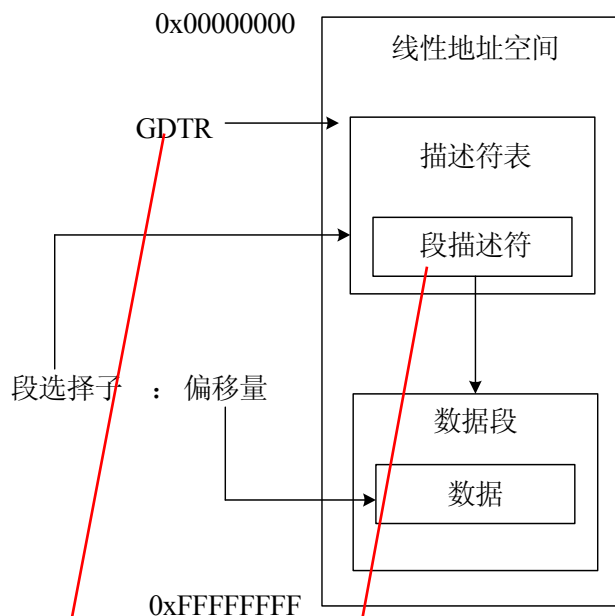 0x00000000
线性地址空间
GDTR
描述符表
段描述符
段选择子 : 偏移量
数据段
数据
0xFFFFFFFF